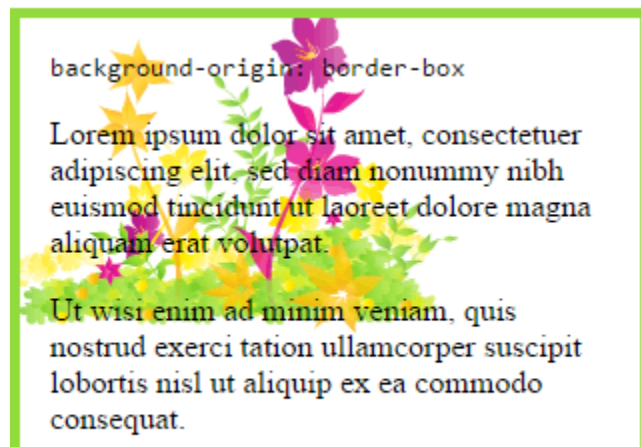 background-origin: border-box
Lorem ipsum dolor sit amet, consectetuer
adipiscing elit, sed diam nonummy nibh
euismod tincidunt ut laoreet dolore magna
aliquam erat volutpat.
Ut wisi enim ad minim veniam, quis
nostrud exerci tation ullamcorper suscipit
lobortis nisl ut aliquip ex ea commodo
consequat.